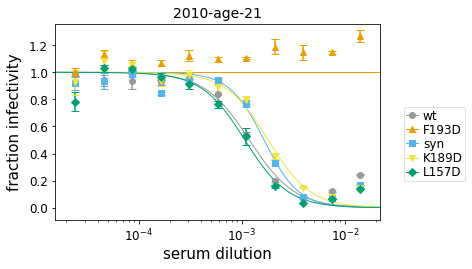 2010-age-21
fraction infectivity
1.2
1.0
0.8
0.6
0.4
0.2
0.0
10⁻⁴
10⁻³
10⁻²
serum dilution
wt
F193D
syn
K189D
L157D